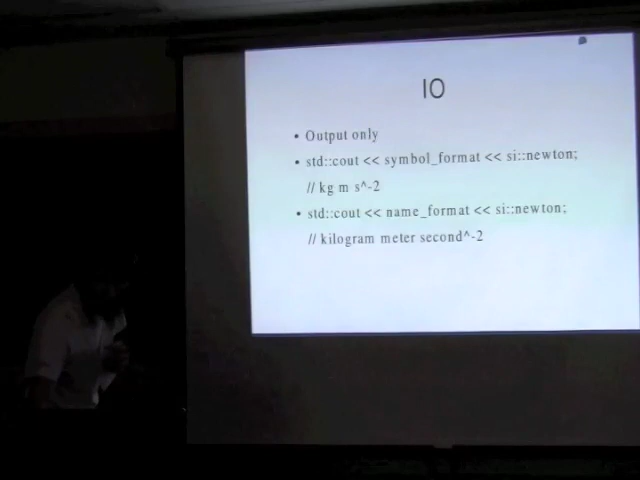 IO
• Output only
• std::cout << symbol_format << si::newton;
// kg m s^-2
• std::cout << name_format << si::newton;
// kilogram meter second^-2